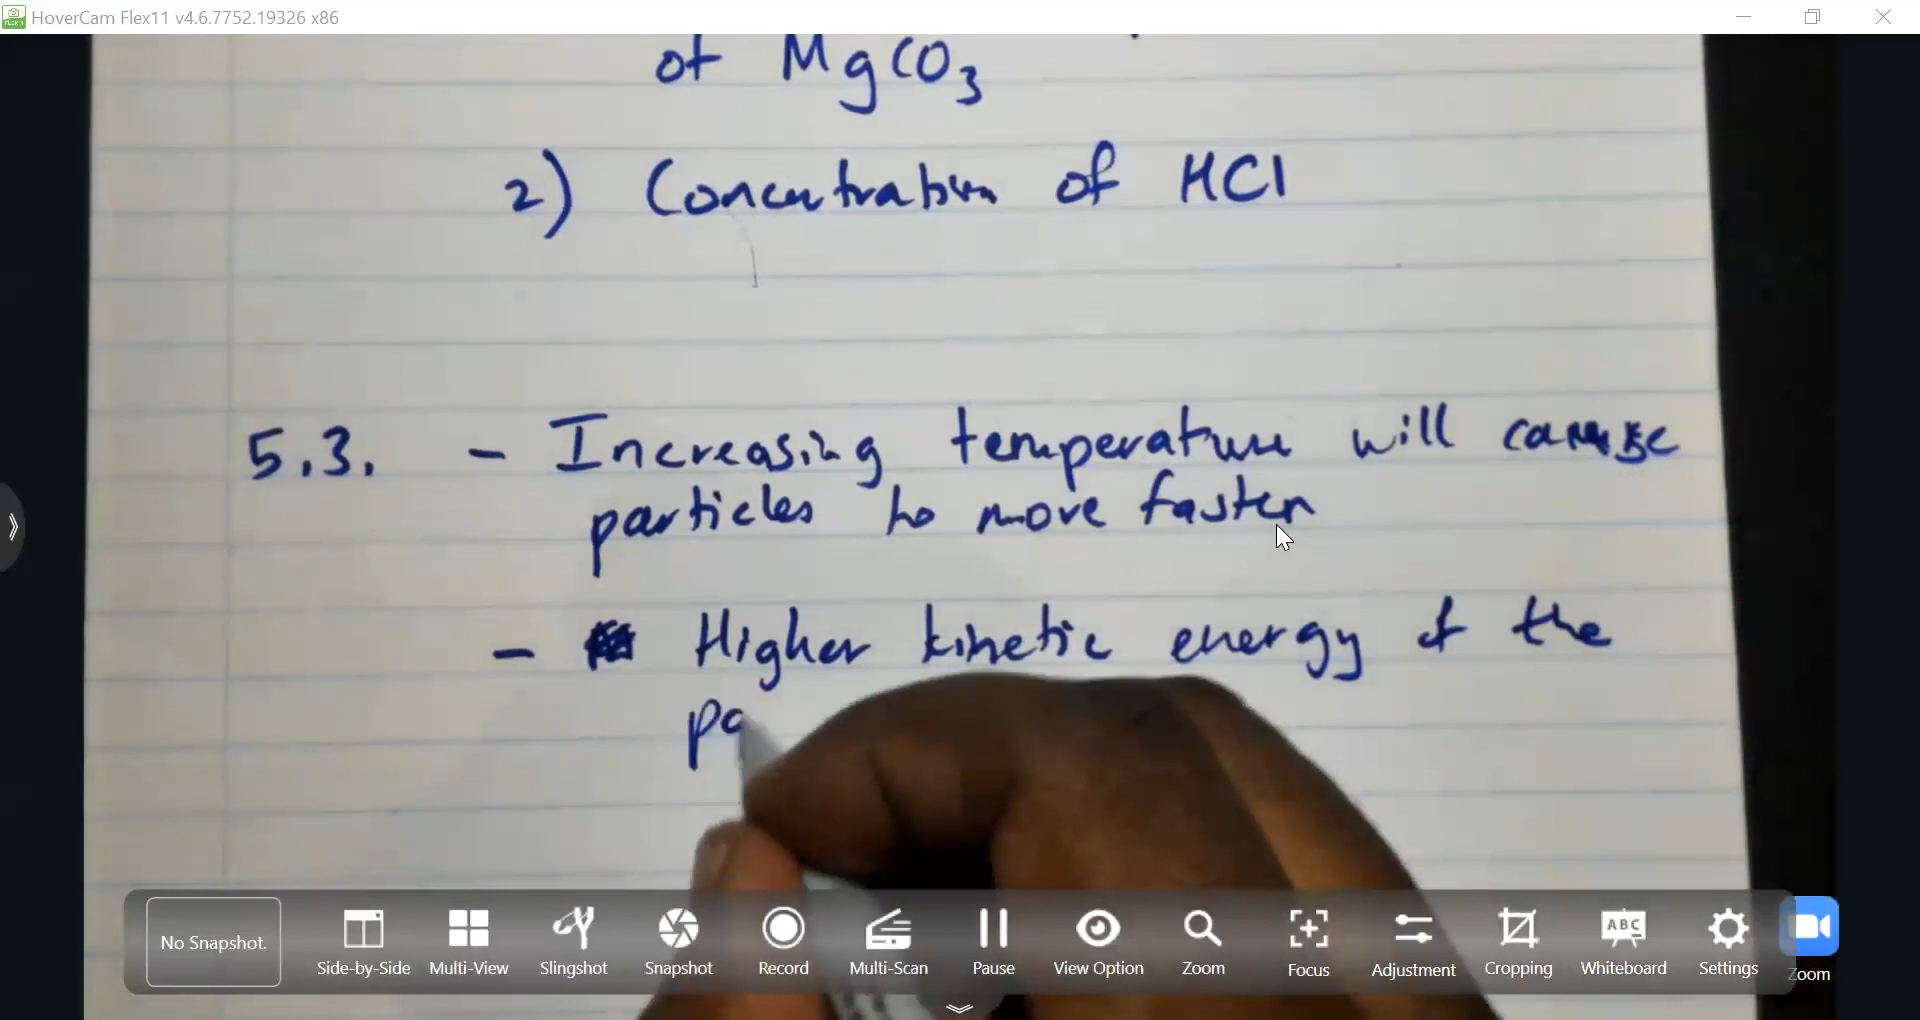 HoverCam Flex11 v4.6.7752.19326 x86
of MgCO3
2) Concentration of HCl
5.3. - Increasing temperature will cause
particles to move faster
- Higher kinetic energy of the
pa
No Snapshot.
Side-by-Side Multi-View Slingshot Snapshot Record Multi-Scan Pause View Option Zoom Focus Adjustment Cropping Whiteboard Settings Zoom
ABC